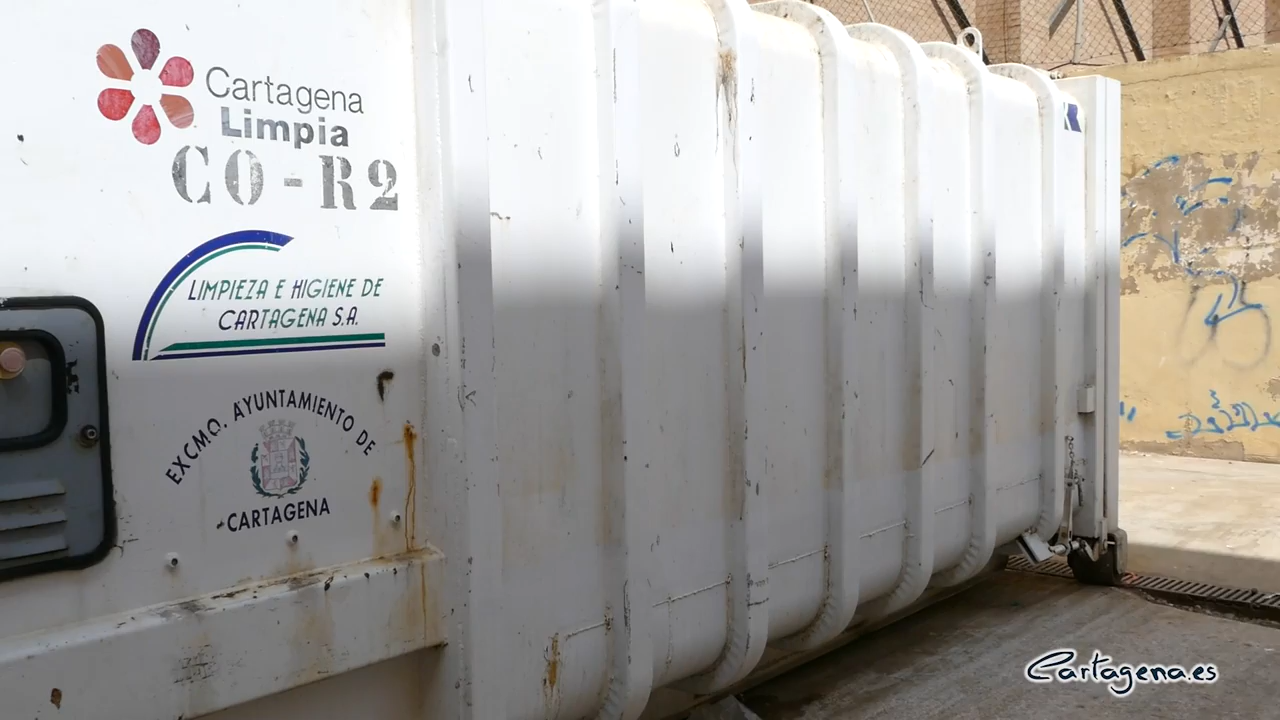 Cartagena
Limpia
CO-R2
LIMPIEZA E HIGIENE DE
CARTAGENA S.A.
EXCMO. AYUNTAMIENTO DE
CARTAGENA
Cartagena.es